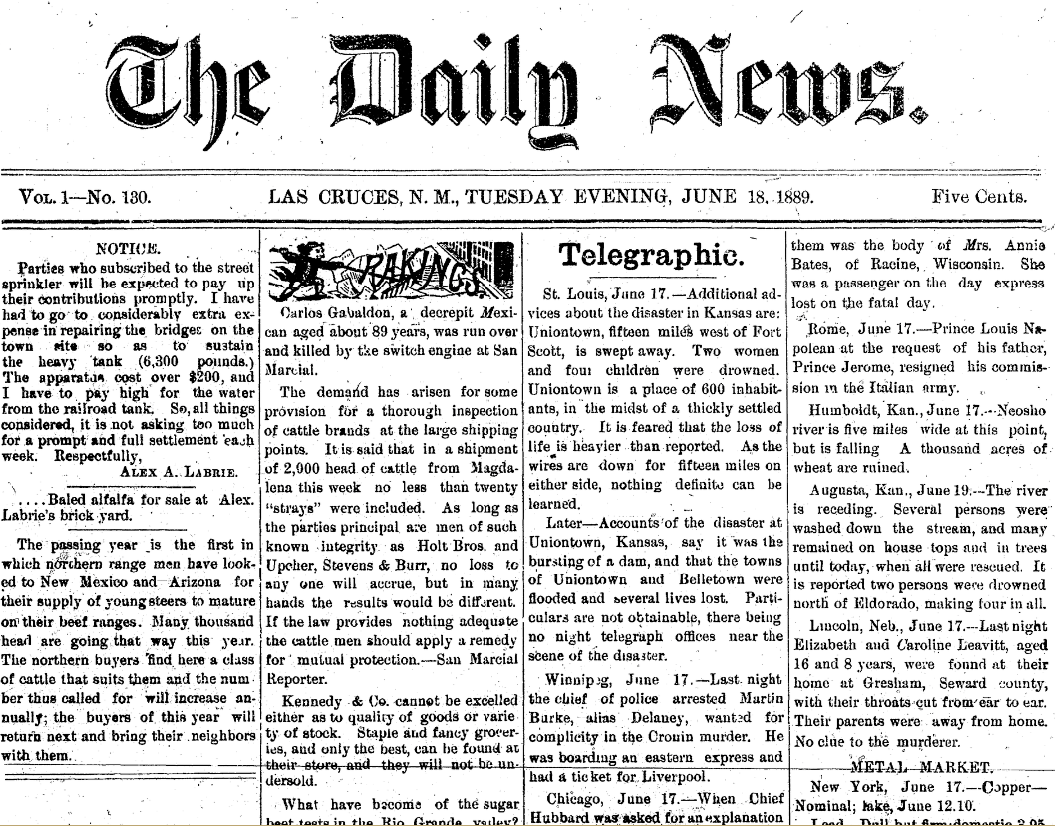 The Daily News.
VOL. 1—No. 130.
LAS CRUCES, N. M., TUESDAY EVENING, JUNE 18, 1889.
Five Cents.
NOTICE.
Parties who subscribed to the street
sprinkler will be expected to pay up
their contributions promptly. I have
had to go to considerably extra ex-
pense in repairing the bridges on the
town site so as to sustain
the heavy tank (6,300 pounds.)
The apparatus cost over $200, and
I have to pay high for the water
from the railroad tank. So, all things
considered, it is not asking too much
for a prompt and full settlement each
week. Respectfully,
ALEX A. LABRIE.
....Baled alfalfa for sale at Alex.
Labrie's brick yard.
The passing year is the first in
which northern range men have look-
ed to New Mexico and Arizona for
their supply of young steers to mature
on their beef ranges. Many thousand
head are going that way this year.
The northern buyers find here a class
of cattle that suits them and the num
ber thus called for will increase an-
nually; the buyers of this year will
return next and bring their neighbors
with them.
RAKINGS.
Carlos Gabaldon, a decrepit Mexi-
can aged about 89 years, was run over
and killed by the switch engine at San
Marcial.
The demand has arisen for some
provision for a thorough inspection
of cattle brands at the large shipping
points. It is said that in a shipment
of 2,000 head of cattle from Magda-
lena this week no less than twenty
"strays" were included. As long as
the parties principal are men of such
known integrity as Holt Bros. and
Upcher, Stevens & Burr, no loss to
any one will accrue, but in many
hands the results would be different.
If the law provides nothing adequate
the cattle men should apply a remedy
for mutual protection.—San Marcial
Reporter.
Kennedy & Co. cannot be excelled
either as to quality of goods or varie
ty of stock. Staple and fancy grocer-
ies, and only the best, can be found at
their store, and they will not be un-
dersold.
What have become of the sugar
beet tests in the Rio Grande valley?
Telegraphic.
St. Louis, June 17.—Additional ad-
vices about the disaster in Kansas are:
Uniontown, fifteen miles west of Fort
Scott, is swept away. Two women
and four children were drowned.
Uniontown is a place of 600 inhabit-
ants, in the midst of a thickly settled
country. It is feared that the loss of
life is heavier than reported. As the
wires are down for fifteen miles on
either side, nothing definite can be
learned.
Later—Accounts of the disaster at
Uniontown, Kansas, say it was the
bursting of a dam, and that the towns
of Uniontown and Belletown were
flooded and several lives lost. Parti-
culars are not obtainable, there being
no night telegraph offices near the
scene of the disaster.
Winnipeg, June 17.—Last night
the chief of police arrested Martin
Burke, alias Delaney, wanted for
complicity in the Cronin murder. He
was boarding an eastern express and
had a ticket for Liverpool.
Chicago, June 17.—When Chief
Hubbard was asked for an explanation
them was the body of Mrs. Annie
Bates, of Racine, Wisconsin. She
was a passenger on the day express
lost on the fatal day.
Rome, June 17.—Prince Louis Na-
polean at the request of his father,
Prince Jerome, resigned his commis-
sion in the Italian army.
Humboldt, Kan., June 17.--Neosho
river is five miles wide at this point,
but is falling A thousand acres of
wheat are ruined.
Augusta, Kan., June 19.--The river
is receding. Several persons were
washed down the stream, and many
remained on house tops and in trees
until today, when all were rescued. It
is reported two persons were drowned
north of Eldorado, making four in all.
Lincoln, Neb., June 17.--Last night
Elizabeth and Caroline Leavitt, aged
16 and 8 years, were found at their
home at Gresham, Seward county,
with their throats cut from ear to ear.
Their parents were away from home.
No clue to the murderer.
METAL MARKET.
New York, June 17.—Copper—
Nominal; lake, June 12.10.
Lead, Dull but firm; domestic 3.95